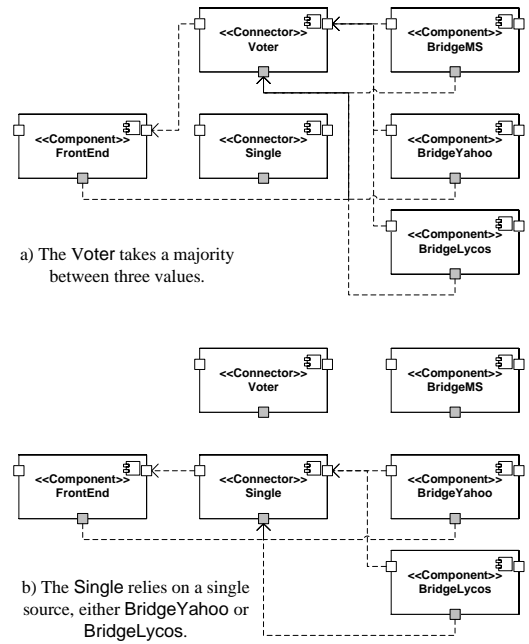 <<Connector>>
Voter
<<Component>>
BridgeMS
<<Component>>
FrontEnd
<<Connector>>
Single
<<Component>>
BridgeYahoo
<<Component>>
BridgeLycos
a) The Voter takes a majority
between three values.
<<Connector>>
Voter
<<Component>>
BridgeMS
<<Component>>
FrontEnd
<<Connector>>
Single
<<Component>>
BridgeYahoo
<<Component>>
BridgeLycos
b) The Single relies on a single
source, either BridgeYahoo or
BridgeLycos.